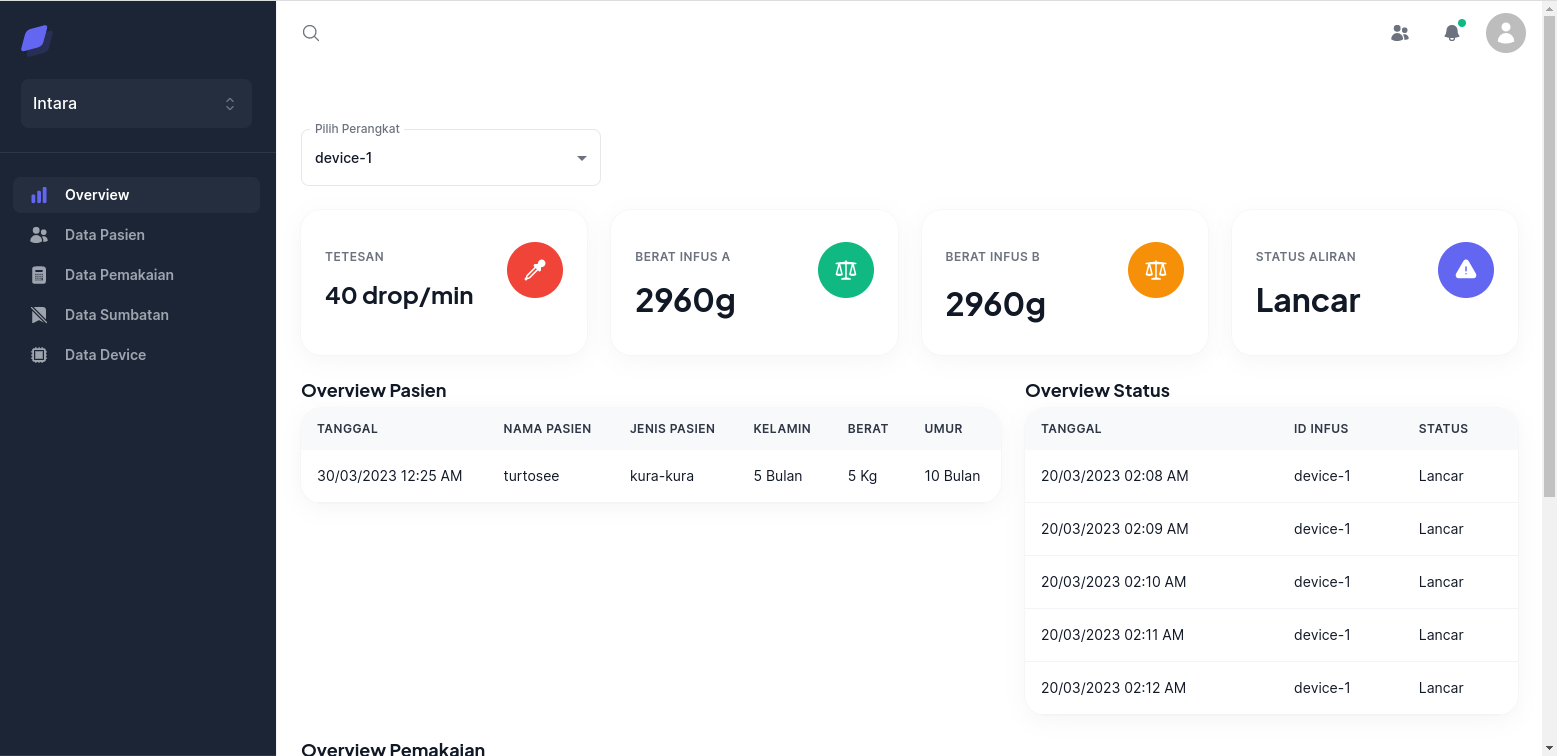 Intara
Overview
Data Pasien
Data Pemakaian
Data Sumbatan
Data Device
Pilih Perangkat
device-1
TETESAN
40 drop/min
BERAT INFUS A
2960g
BERAT INFUS B
2960g
STATUS ALIRAN
Lancar
Overview Pasien
TANGGAL NAMA PASIEN JENIS PASIEN KELAMIN BERAT UMUR
30/03/2023 12:25 AM turtosee kura-kura 5 Bulan 5 Kg 10 Bulan
Overview Status
TANGGAL ID INFUS STATUS
20/03/2023 02:08 AM device-1 Lancar
20/03/2023 02:09 AM device-1 Lancar
20/03/2023 02:10 AM device-1 Lancar
20/03/2023 02:11 AM device-1 Lancar
20/03/2023 02:12 AM device-1 Lancar
Overview Pemakaian